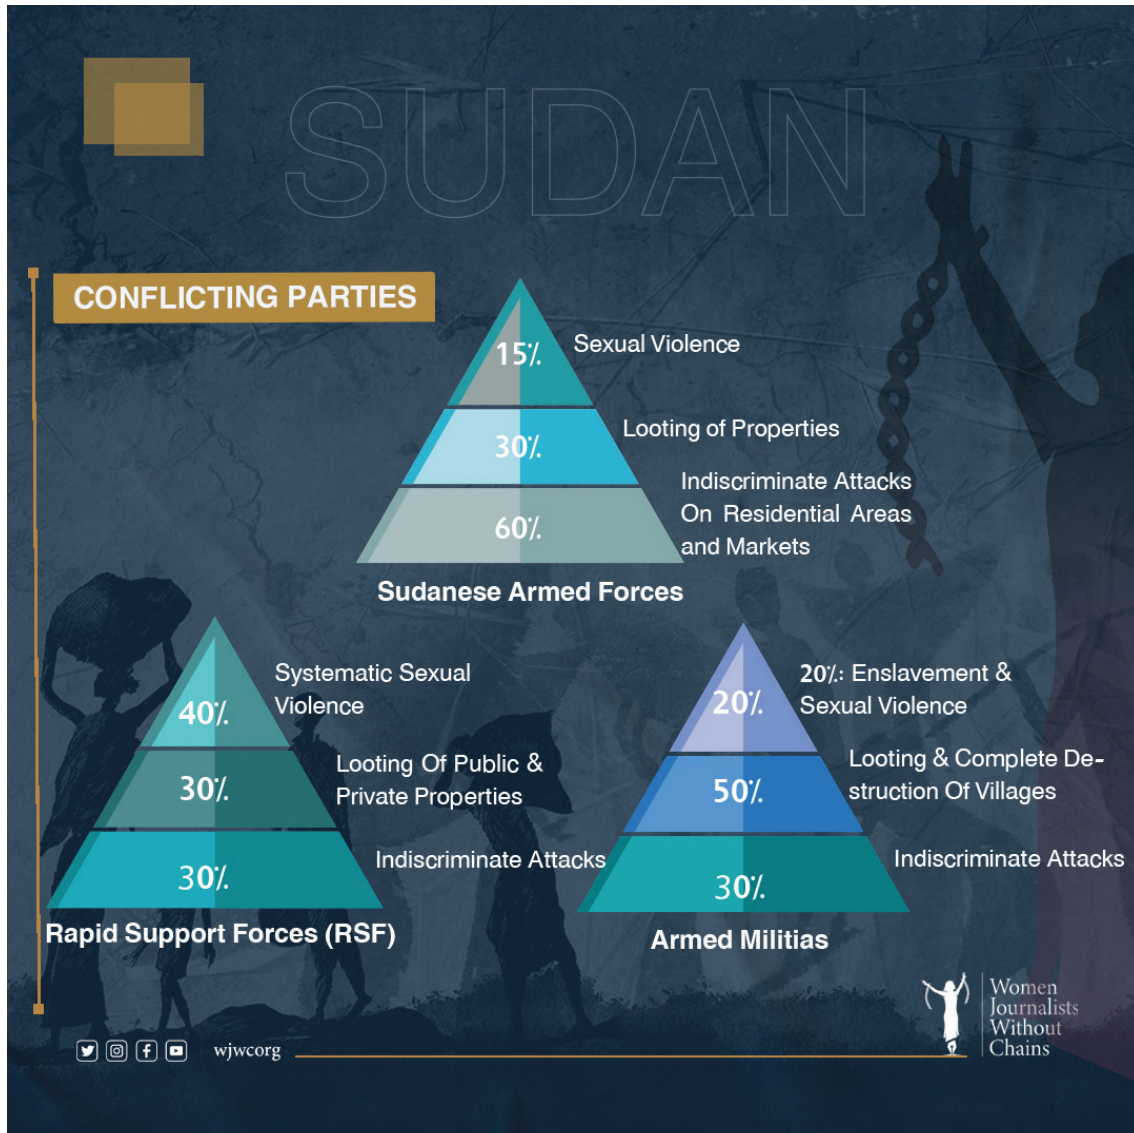 SUDAN
CONFLICTING PARTIES
15%
Sexual Violence
30%
Looting of Properties
60%
Indiscriminate Attacks
On Residential Areas
and Markets
Sudanese Armed Forces
40%
Systematic Sexual
Violence
30%
Looting Of Public &
Private Properties
30%
Indiscriminate Attacks
Rapid Support Forces (RSF)
20%
20%: Enslavement &
Sexual Violence
50%
Looting & Complete De-
struction Of Villages
30%
Indiscriminate Attacks
Armed Militias
Women
Journalists
Without
Chains
wjwcorg